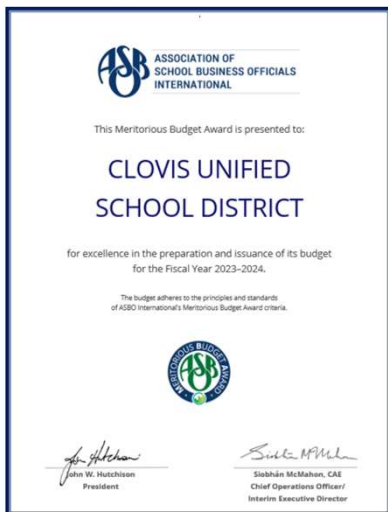 ASBO
ASSOCIATION OF
SCHOOL BUSINESS OFFICIALS
INTERNATIONAL
This Meritorious Budget Award is presented to:
CLOVIS UNIFIED
SCHOOL DISTRICT
for excellence in the preparation and issuance of its budget
for the Fiscal Year 2023–2024.
The budget adheres to the principles and standards
of ASBO International's Meritorious Budget Award criteria.
MERITORIOUS BUDGET AWARD
ASBO
John W. Hutchison
President
Siobhán McMahon, CAE
Chief Operations Officer/
Interim Executive Director